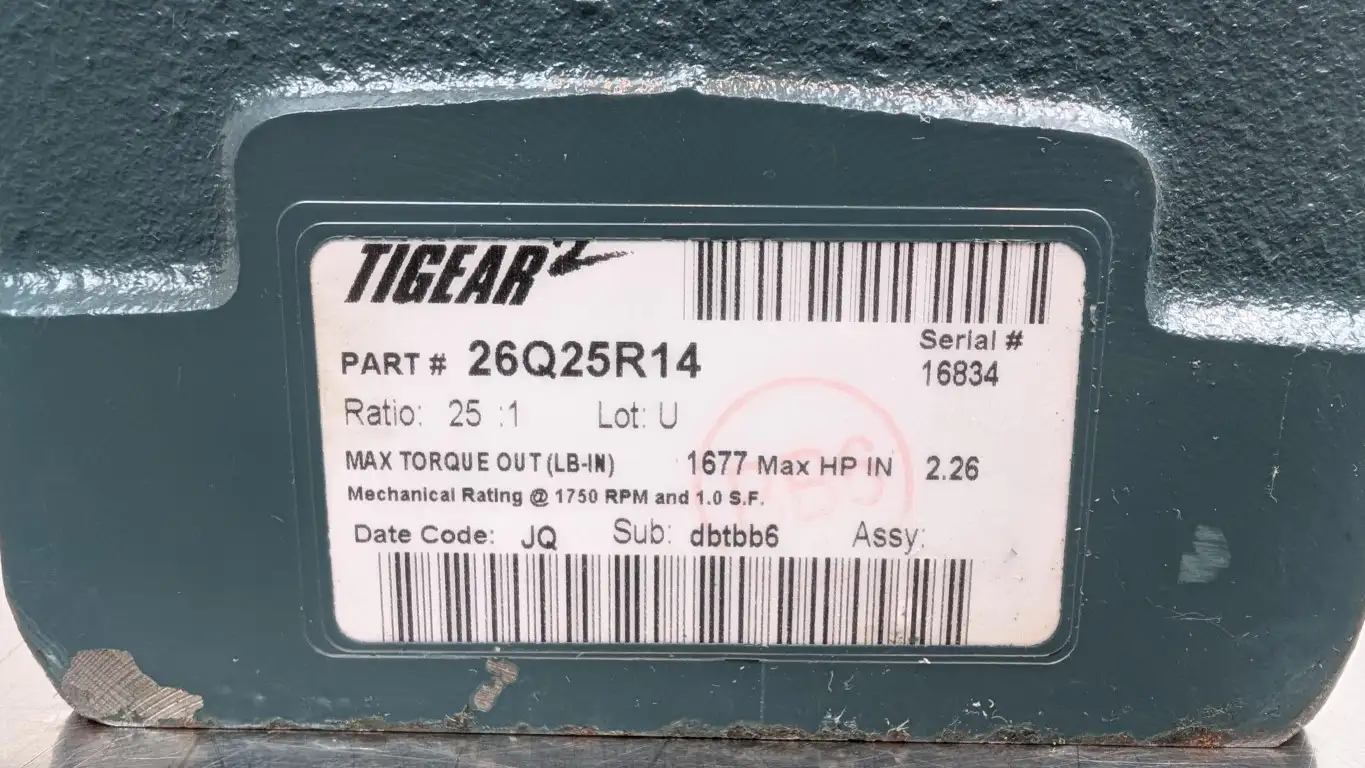 TIGEAR 2
Serial #
PART # 26Q25R14
16834
Ratio: 25 :1 Lot: U
MAX TORQUE OUT (LB-IN) 1677 Max HP IN 2.26
Mechanical Rating @ 1750 RPM and 1.0 S.F.
Date Code: JQ Sub: dbtbb6 Assy: